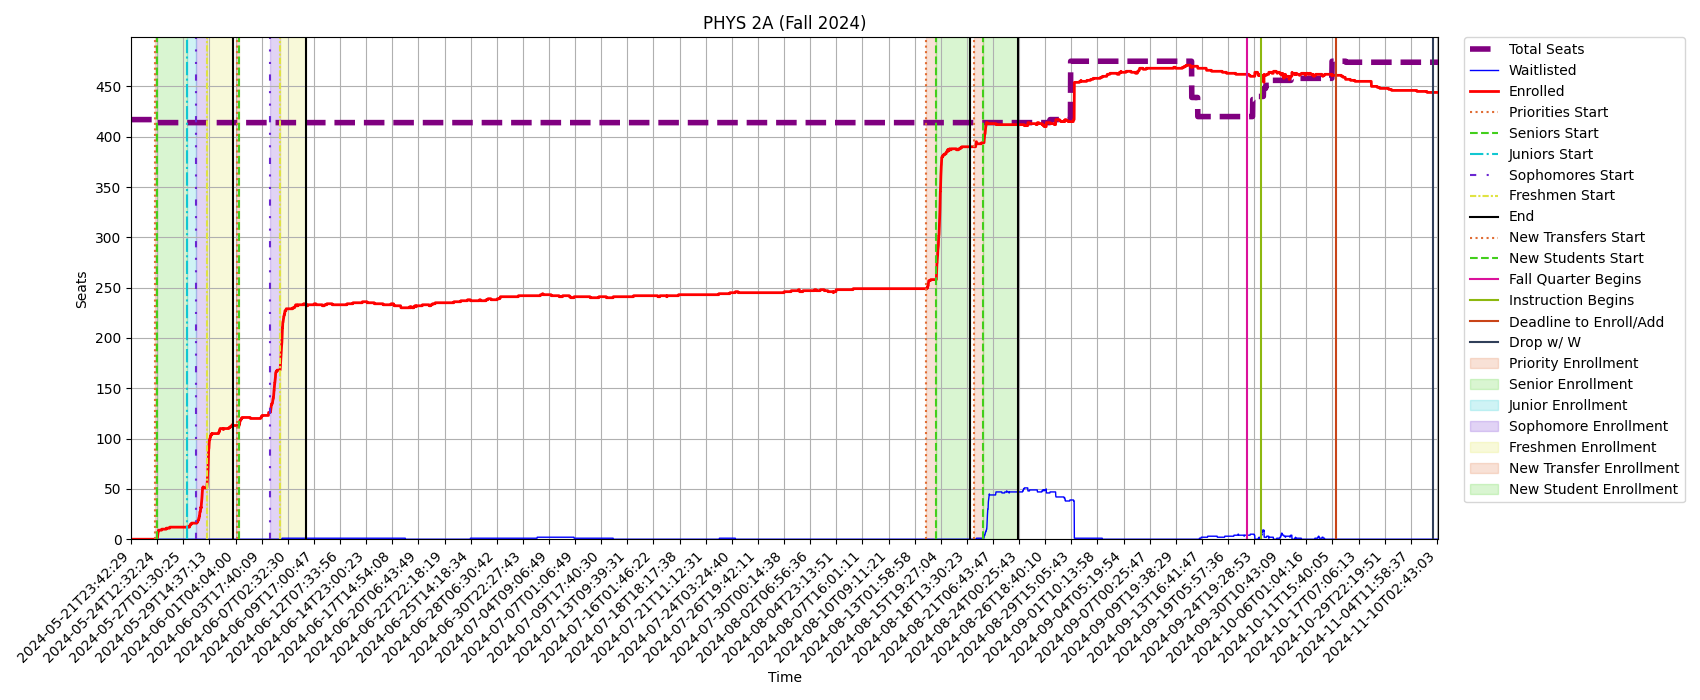 PHYS 2A (Fall 2024)
Seats
450
400
350
300
250
200
150
100
50
0
2024-05-21T23:42:29
2024-05-24T12:32:24
2024-05-27T01:30:25
2024-05-29T14:37:13
2024-06-01T04:04:00
2024-06-03T17:40:09
2024-06-07T02:32:30
2024-06-09T17:00:47
2024-06-12T07:33:56
2024-06-14T23:00:23
2024-06-17T14:54:08
2024-06-20T06:43:49
2024-06-22T22:18:19
2024-06-25T14:18:34
2024-06-28T06:30:42
2024-06-30T22:27:43
2024-07-04T09:06:49
2024-07-07T01:06:49
2024-07-09T17:40:30
2024-07-13T09:39:31
2024-07-16T01:46:22
2024-07-18T18:17:38
2024-07-21T11:12:31
2024-07-24T03:24:40
2024-07-26T19:42:11
2024-07-30T00:14:38
2024-08-02T06:56:36
2024-08-04T23:13:51
2024-08-07T16:01:11
2024-08-10T09:11:21
2024-08-13T01:58:58
2024-08-15T19:27:04
2024-08-18T13:30:23
2024-08-21T06:43:47
2024-08-24T00:25:43
2024-08-26T18:40:10
2024-08-29T15:05:43
2024-09-01T10:13:58
2024-09-04T05:19:54
2024-09-07T00:25:47
2024-09-09T19:38:29
2024-09-13T16:41:47
2024-09-19T05:57:36
2024-09-24T19:28:53
2024-09-30T10:43:09
2024-10-06T01:04:16
2024-10-11T15:40:05
2024-10-17T07:06:13
2024-10-29T22:19:51
2024-11-04T11:58:37
2024-11-10T02:43:03
Time
Total Seats
Waitlisted
Enrolled
Priorities Start
Seniors Start
Juniors Start
Sophomores Start
Freshmen Start
End
New Transfers Start
New Students Start
Fall Quarter Begins
Instruction Begins
Deadline to Enroll/Add
Drop w/ W
Priority Enrollment
Senior Enrollment
Junior Enrollment
Sophomore Enrollment
Freshmen Enrollment
New Transfer Enrollment
New Student Enrollment